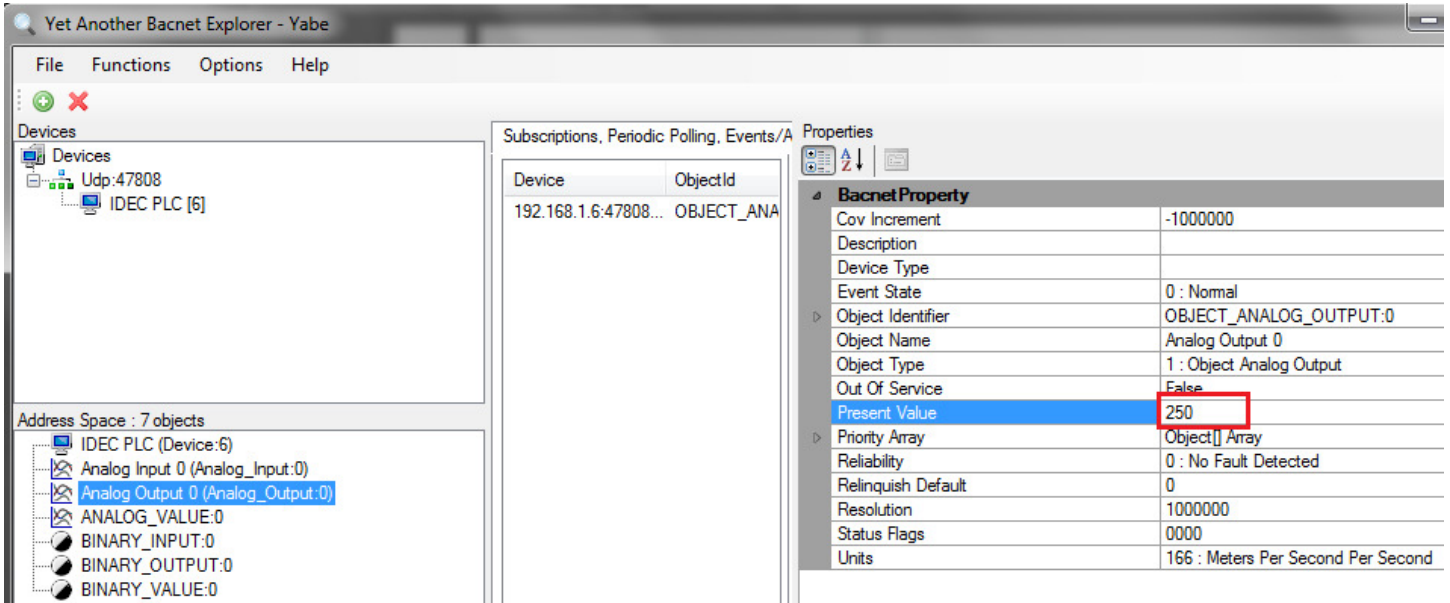 Yet Another Bacnet Explorer - Yabe
File Functions Options Help
Devices
Devices
Udp:47808
IDEC PLC [6]
Address Space : 7 objects
IDEC PLC (Device:6)
Analog Input 0 (Analog_Input:0)
Analog Output 0 (Analog_Output:0)
ANALOG_VALUE:0
BINARY_INPUT:0
BINARY_OUTPUT:0
BINARY_VALUE:0
Subscriptions, Periodic Polling, Events/A
Device ObjectId
192.168.1.6:47808... OBJECT_ANA
Properties
BacnetProperty
Cov Increment -1000000
Description
Device Type
Event State 0 : Normal
Object Identifier OBJECT_ANALOG_OUTPUT:0
Object Name Analog Output 0
Object Type 1 : Object Analog Output
Out Of Service False
Present Value 250
Priority Array Object[] Array
Reliability 0 : No Fault Detected
Relinquish Default 0
Resolution 1000000
Status Flags 0000
Units 166 : Meters Per Second Per Second